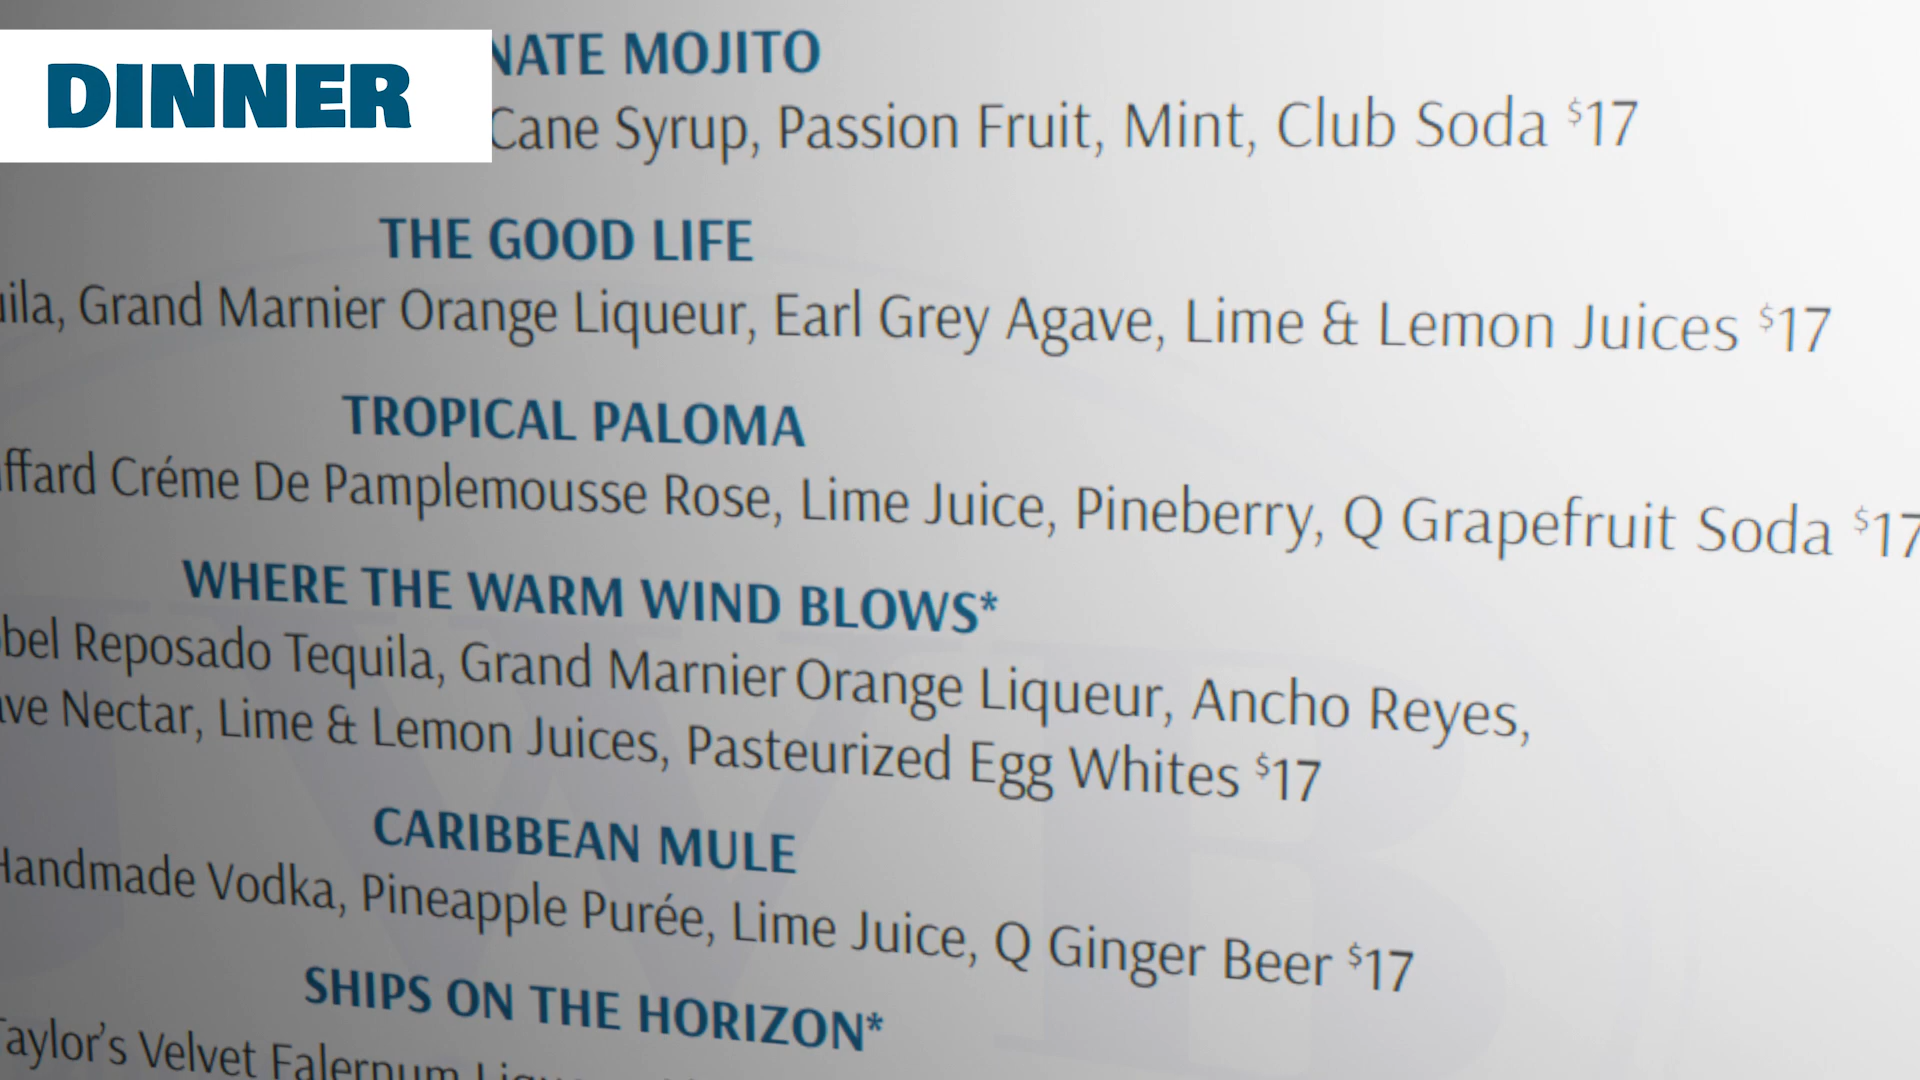 DINNER
NATE MOJITO
Cane Syrup, Passion Fruit, Mint, Club Soda $17
THE GOOD LIFE
Grand Marnier Orange Liqueur, Earl Grey Agave, Lime & Lemon Juices $17
TROPICAL PALOMA
ffard Créme De Pamplemousse Rose, Lime Juice, Pineberry, Q Grapefruit Soda $17
WHERE THE WARM WIND BLOWS*
bel Reposado Tequila, Grand Marnier Orange Liqueur, Ancho Reyes,
ve Nectar, Lime & Lemon Juices, Pasteurized Egg Whites $17
CARIBBEAN MULE
Handmade Vodka, Pineapple Purée, Lime Juice, Q Ginger Beer $17
SHIPS ON THE HORIZON*
Taylor's Velvet Falernum